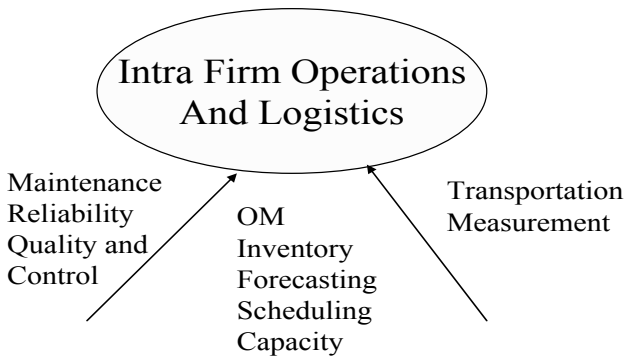 Intra Firm Operations
And Logistics
Maintenance
Reliability
Quality and
Control
OM
Inventory
Forecasting
Scheduling
Capacity
Transportation
Measurement